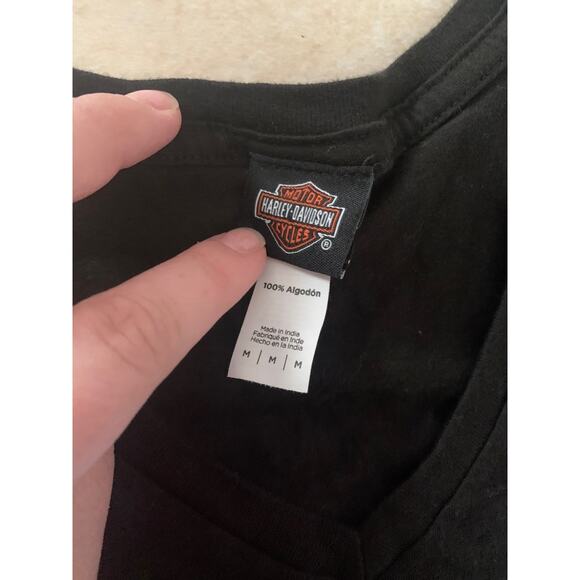 MOTOR
HARLEY-DAVIDSON
CYCLES
®
100% Algodón
Made in India
Fabriqué en Inde
Hecho en la India
M | M | M